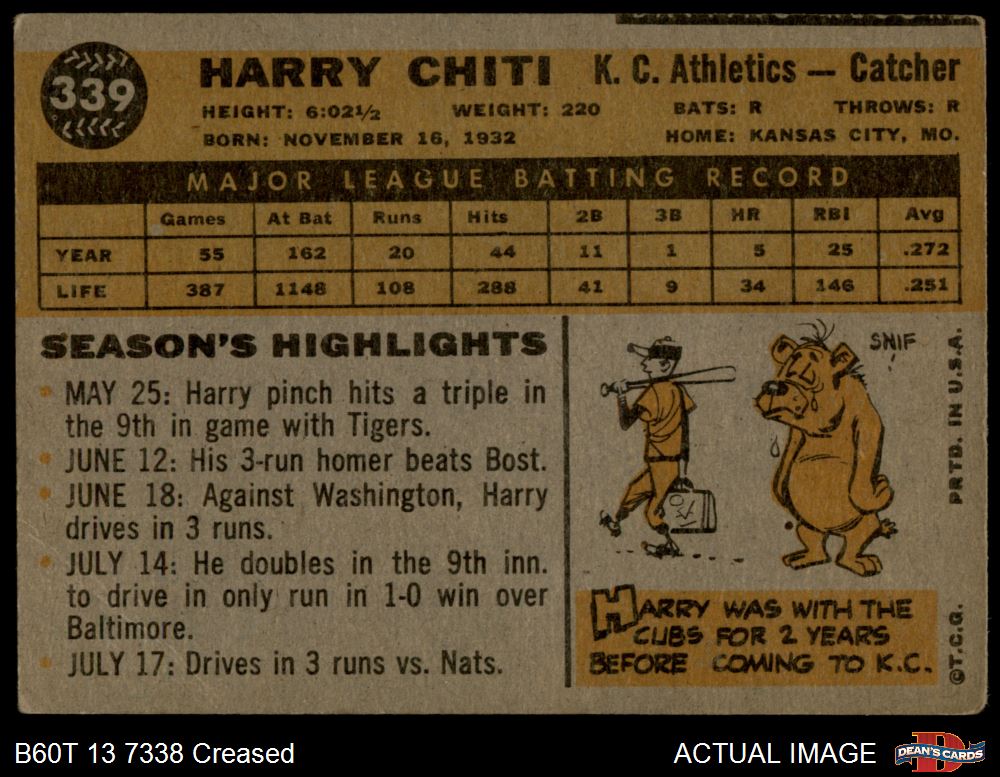 339
HARRY CHITI K. C. Athletics — Catcher
HEIGHT: 6:02½ WEIGHT: 220 BATS: R THROWS: R
BORN: NOVEMBER 16, 1932 HOME: KANSAS CITY, MO.
MAJOR LEAGUE BATTING RECORD
Games At Bat Runs Hits 2B 3B HR RBI Avg
YEAR 55 162 20 44 11 1 5 25 .272
LIFE 387 1148 108 288 41 9 34 146 .251
SEASON'S HIGHLIGHTS
• MAY 25: Harry pinch hits a triple in
the 9th in game with Tigers.
• JUNE 12: His 3-run homer beats Bost.
• JUNE 18: Against Washington, Harry
drives in 3 runs.
• JULY 14: He doubles in the 9th inn.
to drive in only run in 1-0 win over
Baltimore.
• JULY 17: Drives in 3 runs vs. Nats.
SNIF
HARRY WAS WITH THE
CUBS FOR 2 YEARS
BEFORE COMING TO K.C.
PRTD. IN U.S.A.
©T.C.G.
B60T 13 7338 Creased
ACTUAL IMAGE
DEAN'S CARDS